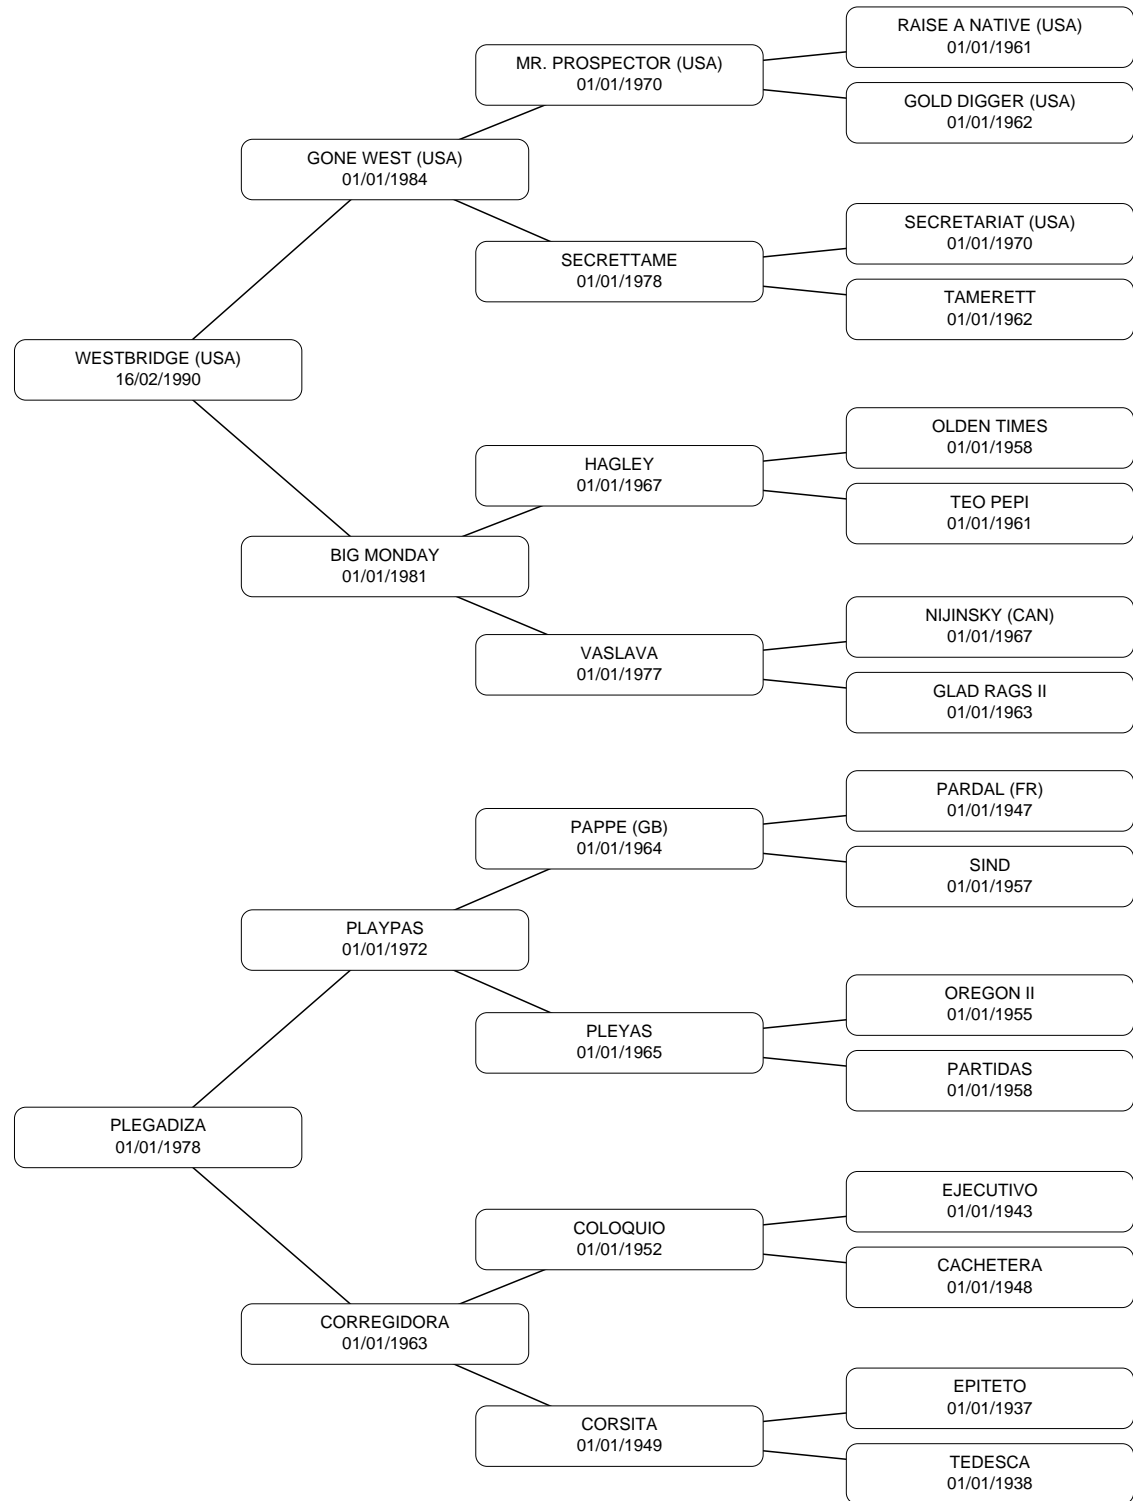 RAISE A NATIVE (USA)
01/01/1961
MR. PROSPECTOR (USA)
01/01/1970
GOLD DIGGER (USA)
01/01/1962
GONE WEST (USA)
01/01/1984
SECRETARIAT (USA)
01/01/1970
SECRETTAME
01/01/1978
TAMERETT
01/01/1962
WESTBRIDGE (USA)
16/02/1990
OLDEN TIMES
01/01/1958
HAGLEY
01/01/1967
TEO PEPI
01/01/1961
BIG MONDAY
01/01/1981
NIJINSKY (CAN)
01/01/1967
VASLAVA
01/01/1977
GLAD RAGS II
01/01/1963
PARDAL (FR)
01/01/1947
PAPPE (GB)
01/01/1964
SIND
01/01/1957
PLAYPAS
01/01/1972
OREGON II
01/01/1955
PLEYAS
01/01/1965
PARTIDAS
01/01/1958
PLEGADIZA
01/01/1978
EJECUTIVO
01/01/1943
COLOQUIO
01/01/1952
CACHETERA
01/01/1948
CORREGIDORA
01/01/1963
EPITETO
01/01/1937
CORSITA
01/01/1949
TEDESCA
01/01/1938